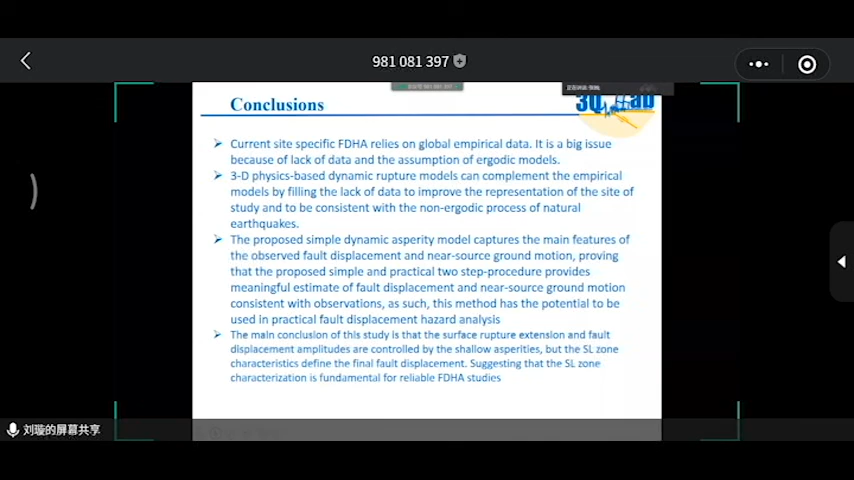 981 081 397
Conclusions
3Q Lab
Current site specific FDHA relies on global empirical data. It is a big issue
because of lack of data and the assumption of ergodic models.
3-D physics-based dynamic rupture models can complement the empirical
models by filling the lack of data to improve the representation of the site of
study and to be consistent with the non-ergodic process of natural
earthquakes.
The proposed simple dynamic asperity model captures the main features of
the observed fault displacement and near-source ground motion, proving
that the proposed simple and practical two step-procedure provides
meaningful estimate of fault displacement and near-source ground motion
consistent with observations, as such, this method has the potential to be
used in practical fault displacement hazard analysis
The main conclusion of this study is that the surface rupture extension and fault
displacement amplitudes are controlled by the shallow asperities, but the SL zone
characteristics define the final fault displacement. Suggesting that the SL zone
characterization is fundamental for reliable FDHA studies
刘璇的屏幕共享